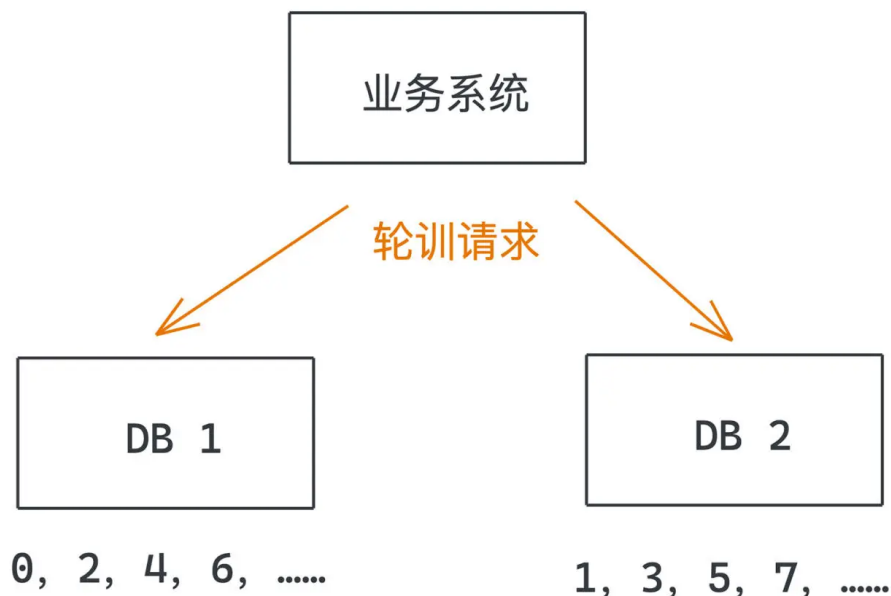 业务系统
轮训请求
DB 1
DB 2
0, 2, 4, 6, ……
1, 3, 5, 7, ……